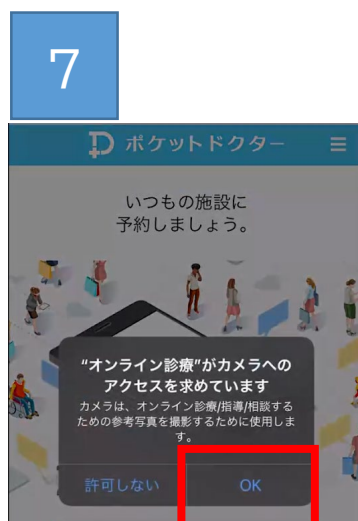 7
ポケットドクター
いつもの施設に
予約しましょう。
“オンライン診療”がカメラへの
アクセスを求めています
カメラは、オンライン診療/指導/相談する
ための参考写真を撮影するために使用しま
す。
許可しない OK